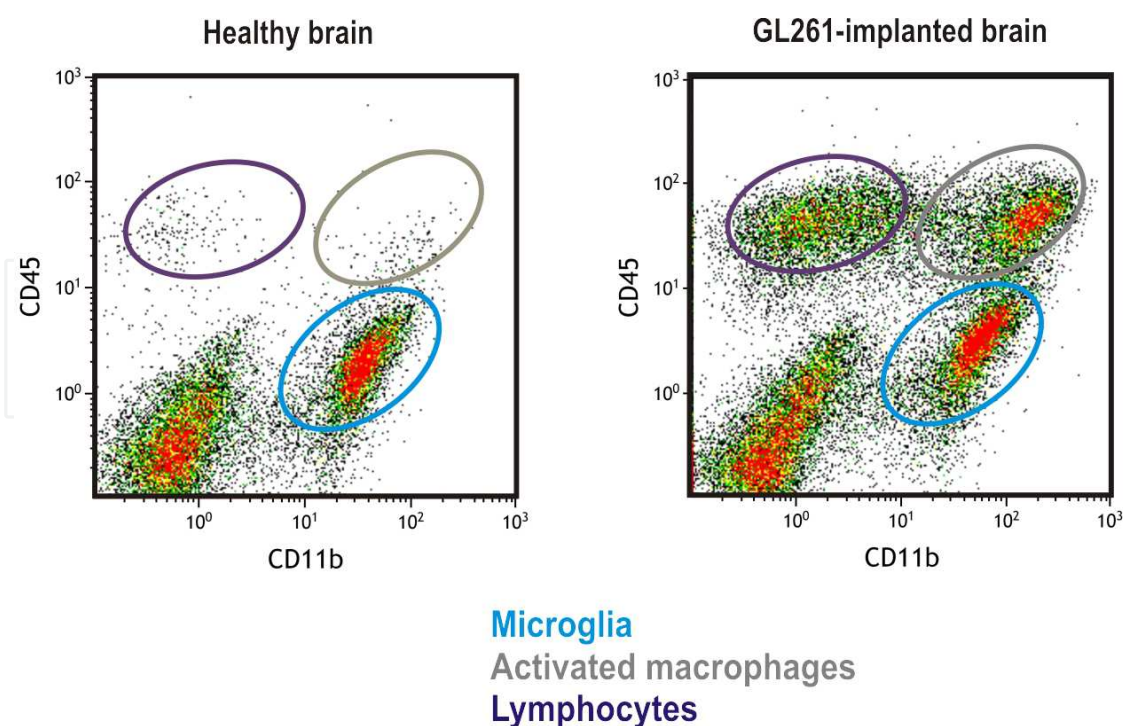 Healthy brain
GL261-implanted brain
10³
10²
10¹
10⁰
CD45
10⁰
10¹
10²
10³
CD11b
10³
10²
10¹
10⁰
CD45
10⁰
10¹
10²
10³
CD11b
Microglia
Activated macrophages
Lymphocytes